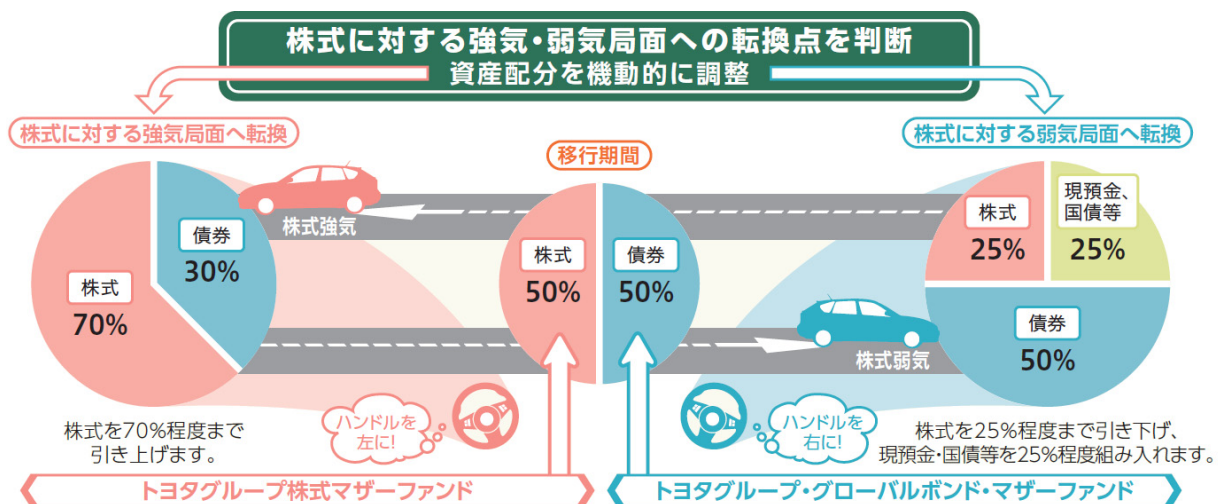 株式に対する強気・弱気局面への転換点を判断
資産配分を機動的に調整
株式に対する強気局面へ転換
移行期間
株式に対する弱気局面へ転換
債券
30%
株式
70%
株式強気
株式
50%
債券
50%
株式
25%
現預金、
国債等
25%
債券
50%
株式弱気
株式を70%程度まで
引き上げます。
ハンドルを
左に!
ハンドルを
右に!
株式を25%程度まで引き下げ、
現預金・国債等を25%程度組み入れます。
トヨタグループ株式マザーファンド
トヨタグループ・グローバルボンド・マザーファンド